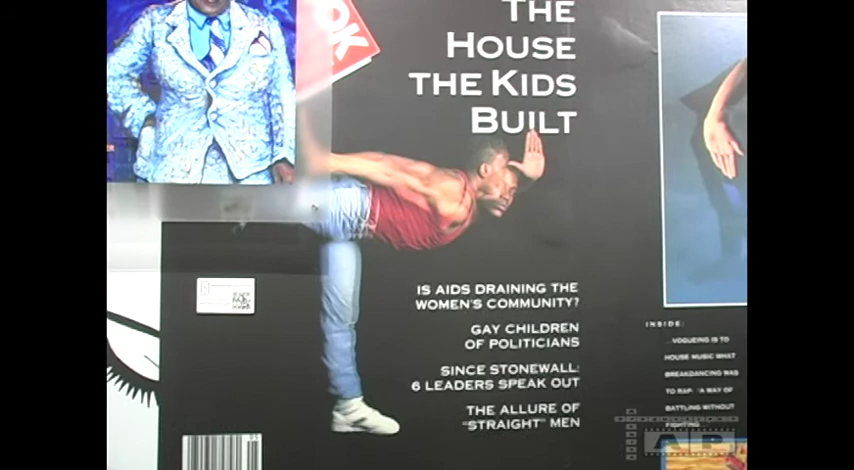 OK
THE
HOUSE
THE KIDS
BUILT
IS AIDS DRAINING THE
WOMEN'S COMMUNITY?
GAY CHILDREN
OF POLITICIANS
SINCE STONEWALL:
6 LEADERS SPEAK OUT
THE ALLURE OF
"STRAIGHT" MEN
INSIDE:
...VOGUEING IS TO
HOUSE MUSIC WHAT
BREAKDANCING WAS
TO RAP: A WAY OF
BATTLING WITHOUT
FIGHTING